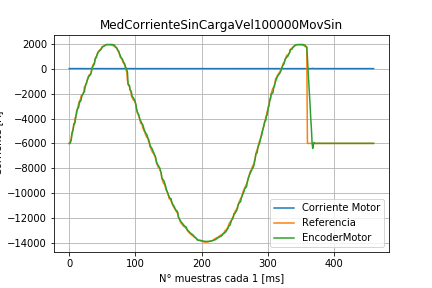 MedCorrienteSinCargaVel100000MovSin
2000
0
−2000
−4000
−6000
−8000
−10000
−12000
−14000
Corriente Motor
Referencia
EncoderMotor
0
100
200
300
400
N° muestras cada 1 [ms]